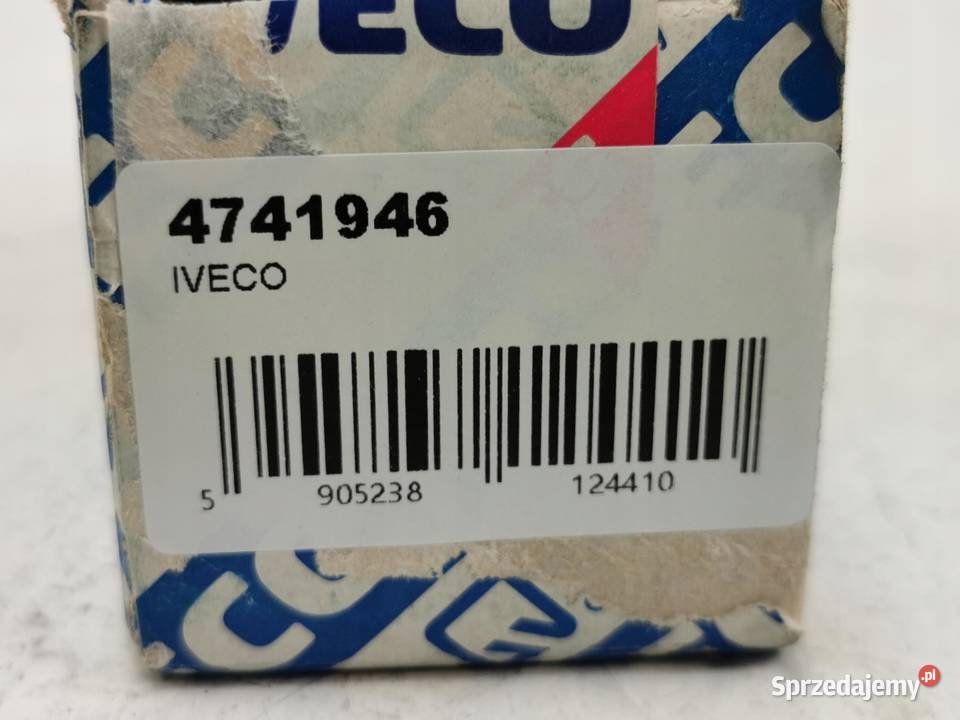 IVECO
4741946
IVECO
5 905238 124410
Sprzedajemy.pl